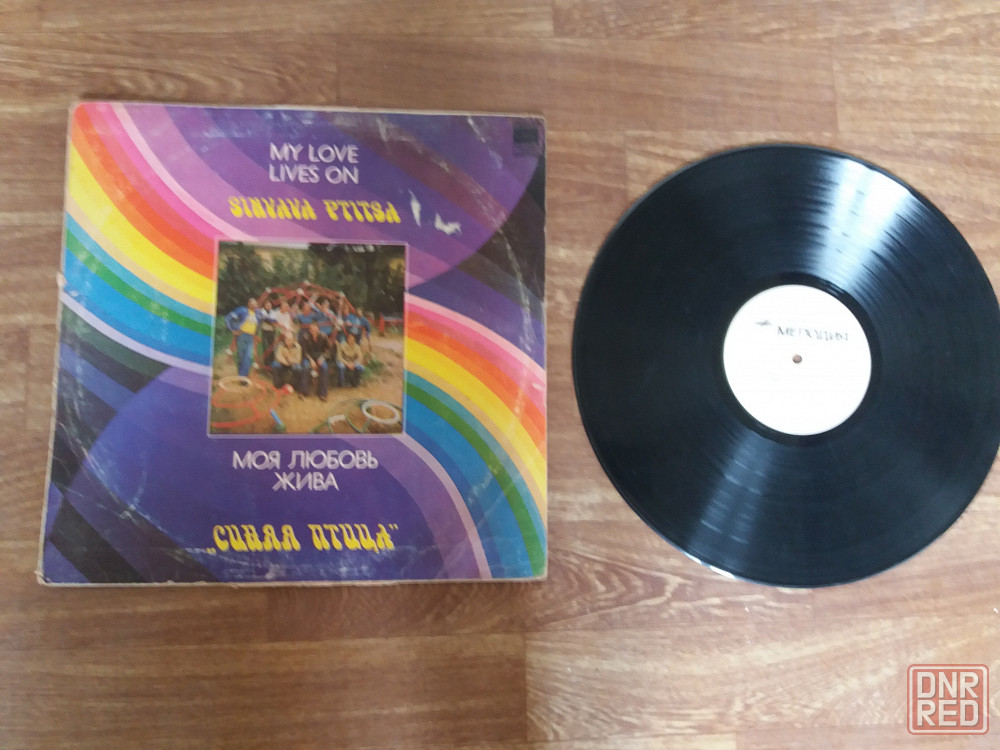 MY LOVE
LIVES ON
SINYAYA PTITSA
МОЯ ЛЮБОВЬ
ЖИВА
„СИНЯЯ ПТИЦА"
МЕЛОДИЯ
DNR
RED